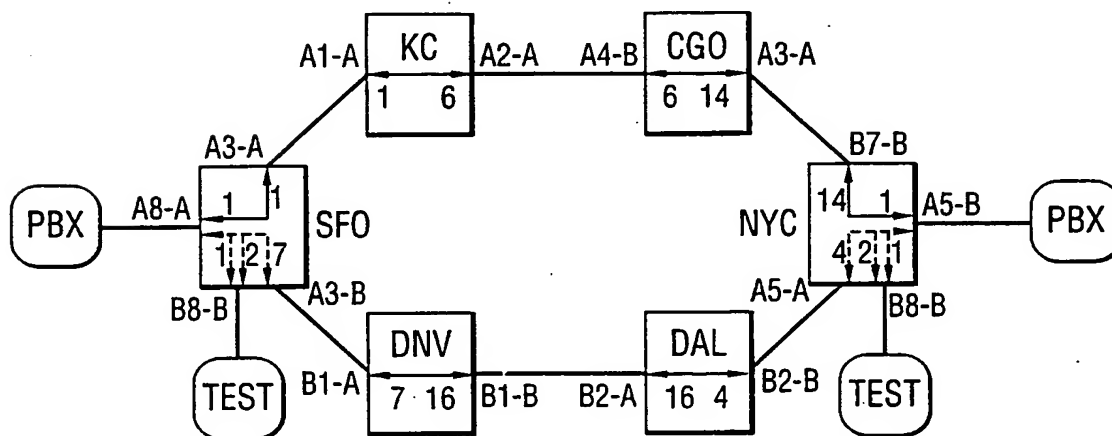 KC
CGO
A1-A
A2-A
A4-B
A3-A
1 6
6 14
A3-A
B7-B
PBX
A8-A
1 1
SFO
NYC
14 1
A5-B
PBX
1 2 7
4 2 1
B8-B
A3-B
A5-A
B8-B
DNV
DAL
TEST
B1-A
7 16
B1-B
B2-A
16 4
B2-B
TEST